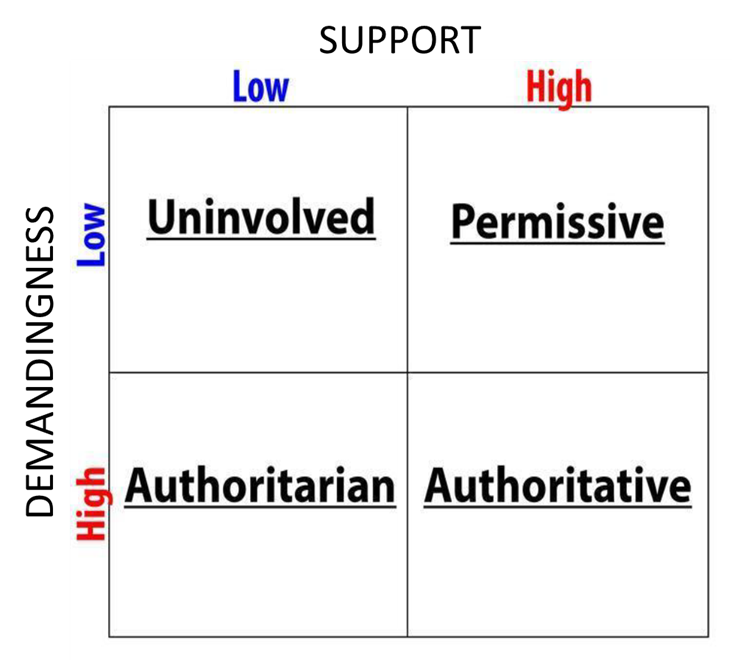 SUPPORT
Low High
DEMANDINGNESS
Low
Uninvolved Permissive
High
Authoritarian Authoritative